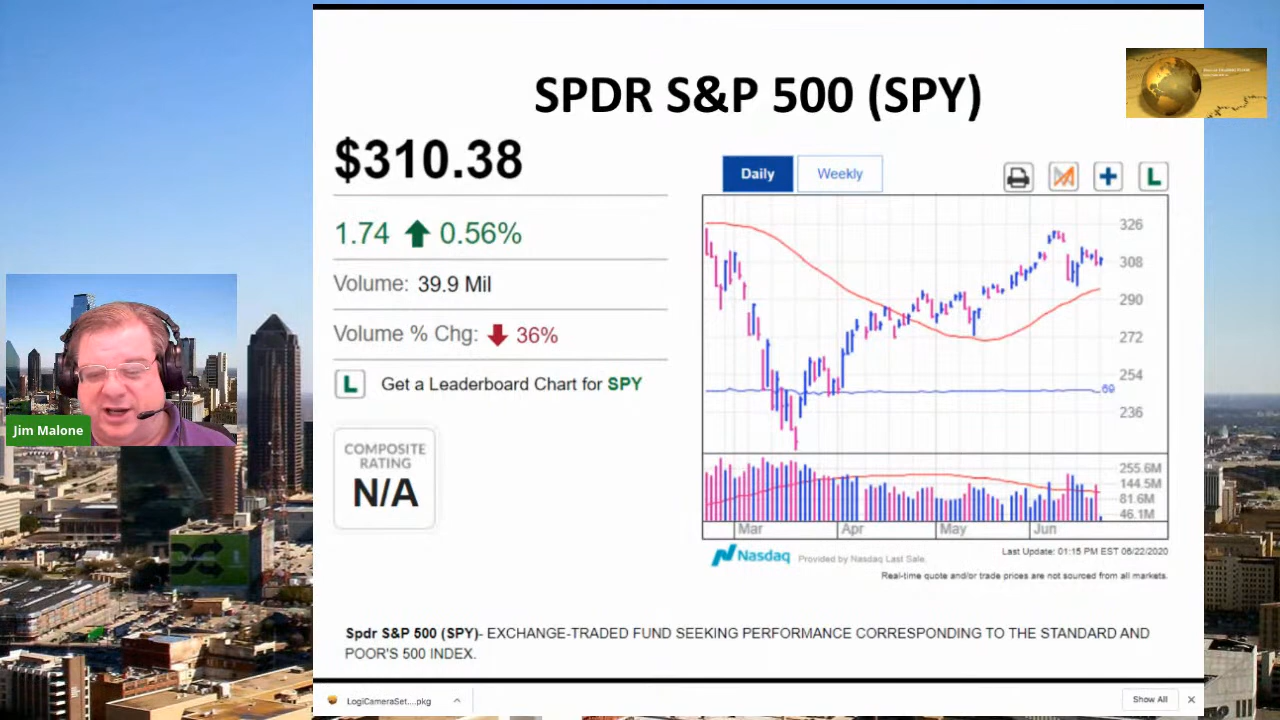 SPDR S&P 500 (SPY)
$310.38
1.74 0.56%
Volume: 39.9 Mil
Volume % Chg: 36%
L Get a Leaderboard Chart for SPY
COMPOSITE
RATING
N/A
Daily Weekly
L
326
308
290
272
254
69
236
255.6M
144.5M
81.6M
46.1M
Mar Apr May Jun
Nasdaq Provided by Nasdaq Last Sale.
Last Update: 01:15 PM EST 06/22/2020
Real-time quote and/or trade prices are not sourced from all markets.
Jim Malone
Spdr S&P 500 (SPY)- EXCHANGE-TRADED FUND SEEKING PERFORMANCE CORRESPONDING TO THE STANDARD AND
POOR'S 500 INDEX.
LogiCameraSet....pkg
Show All